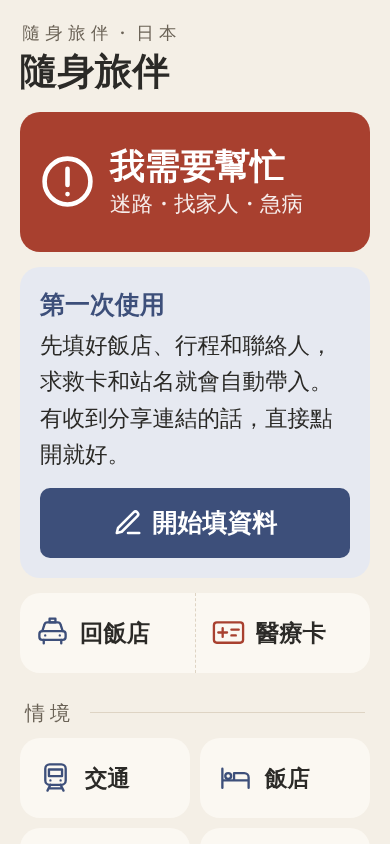 隨身旅伴・日本
隨身旅伴
我需要幫忙
迷路・找家人・急病
第一次使用
先填好飯店、行程和聯絡人，
求救卡和站名就會自動帶入。
有收到分享連結的話，直接點
開就好。
開始填資料
回飯店
醫療卡
情境
交通
飯店